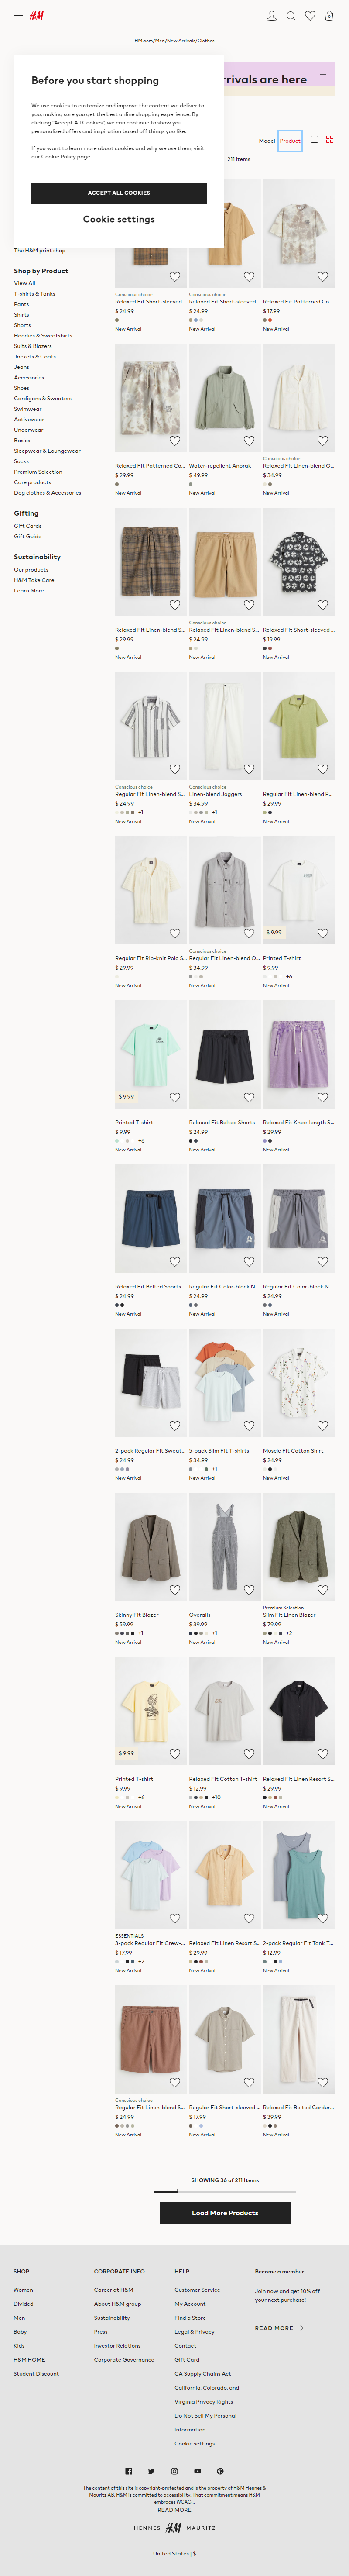 H&M
0
HM.com/Men/New Arrivals/Clothes
Before you start shopping
We use cookies to customize and improve the content we deliver to
you, so you're always getting the best online shopping experience. By
clicking "Accept All Cookies", we can continue to show you
personalized offers and inspiration based off things you like.
If you want to learn more about cookies and why we use them, visit
our Cookie Policy page.
ACCEPT ALL COOKIES
Cookie settings
rrivals are here
Model
Product
211 Items
The H&M print shop
Shop by Product
View All
T-shirts & Tanks
Pants
Shirts
Shorts
Hoodies & Sweatshirts
Suits & Blazers
Jackets & Coats
Jeans
Accessories
Shoes
Cardigans & Sweaters
Swimwear
Activewear
Underwear
Basics
Sleepwear & Loungewear
Socks
Premium Selection
Care products
Dog clothes & Accessories
Gifting
Gift Cards
Gift Guide
Sustainability
Our products
H&M Take Care
Learn More
Conscious choice
Relaxed Fit Short-sleeved ...
$ 24.99
New Arrival
Conscious choice
Relaxed Fit Short-sleeved ...
$ 24.99
New Arrival
Relaxed Fit Patterned Co...
$ 17.99
New Arrival
Relaxed Fit Patterned Co...
$ 29.99
New Arrival
Water-repellent Anorak
$ 49.99
New Arrival
Conscious choice
Relaxed Fit Linen-blend O...
$ 34.99
New Arrival
Relaxed Fit Linen-blend S...
$ 29.99
New Arrival
Conscious choice
Relaxed Fit Linen-blend S...
$ 24.99
New Arrival
Relaxed Fit Short-sleeved ...
$ 19.99
New Arrival
Conscious choice
Regular Fit Linen-blend S...
$ 24.99
+1
New Arrival
Conscious choice
Linen-blend Joggers
$ 34.99
+1
New Arrival
Regular Fit Linen-blend P...
$ 29.99
New Arrival
Regular Fit Rib-knit Polo S...
$ 29.99
New Arrival
Conscious choice
Regular Fit Linen-blend O...
$ 34.99
New Arrival
$ 9.99
Printed T-shirt
$ 9.99
+6
New Arrival
$ 9.99
Printed T-shirt
$ 9.99
+6
New Arrival
Relaxed Fit Belted Shorts
$ 24.99
New Arrival
Relaxed Fit Knee-length S...
$ 29.99
New Arrival
Relaxed Fit Belted Shorts
$ 24.99
New Arrival
Regular Fit Color-block N...
$ 24.99
New Arrival
Regular Fit Color-block N...
$ 24.99
New Arrival
2-pack Regular Fit Sweat...
$ 24.99
New Arrival
5-pack Slim Fit T-shirts
$ 34.99
+1
New Arrival
Muscle Fit Cotton Shirt
$ 24.99
New Arrival
Skinny Fit Blazer
$ 59.99
+1
New Arrival
Overalls
$ 39.99
+1
New Arrival
Premium Selection
Slim Fit Linen Blazer
$ 79.99
+2
New Arrival
$ 9.99
Printed T-shirt
$ 9.99
+6
New Arrival
Relaxed Fit Cotton T-shirt
$ 12.99
+10
New Arrival
Relaxed Fit Linen Resort S...
$ 29.99
New Arrival
ESSENTIALS
3-pack Regular Fit Crew-...
$ 17.99
+2
New Arrival
Relaxed Fit Linen Resort S...
$ 29.99
New Arrival
2-pack Regular Fit Tank T...
$ 12.99
New Arrival
Conscious choice
Regular Fit Linen-blend S...
$ 24.99
New Arrival
Regular Fit Short-sleeved ...
$ 17.99
New Arrival
Relaxed Fit Belted Cordur...
$ 39.99
New Arrival
SHOWING 36 of 211 Items
Load More Products
SHOP
Women
Divided
Men
Baby
Kids
H&M HOME
Student Discount
CORPORATE INFO
Career at H&M
About H&M group
Sustainability
Press
Investor Relations
Corporate Governance
HELP
Customer Service
My Account
Find a Store
Legal & Privacy
Contact
Gift Card
CA Supply Chains Act
California, Colorado, and
Virginia Privacy Rights
Do Not Sell My Personal
Information
Cookie settings
Become a member
Join now and get 10% off
your next purchase!
READ MORE
The content of this site is copyright-protected and is the property of H&M Hennes &
Mauritz AB. H&M is committed to accessibility. That commitment means H&M
embraces WCAG...
READ MORE
HENNES H&M MAURITZ
United States | $